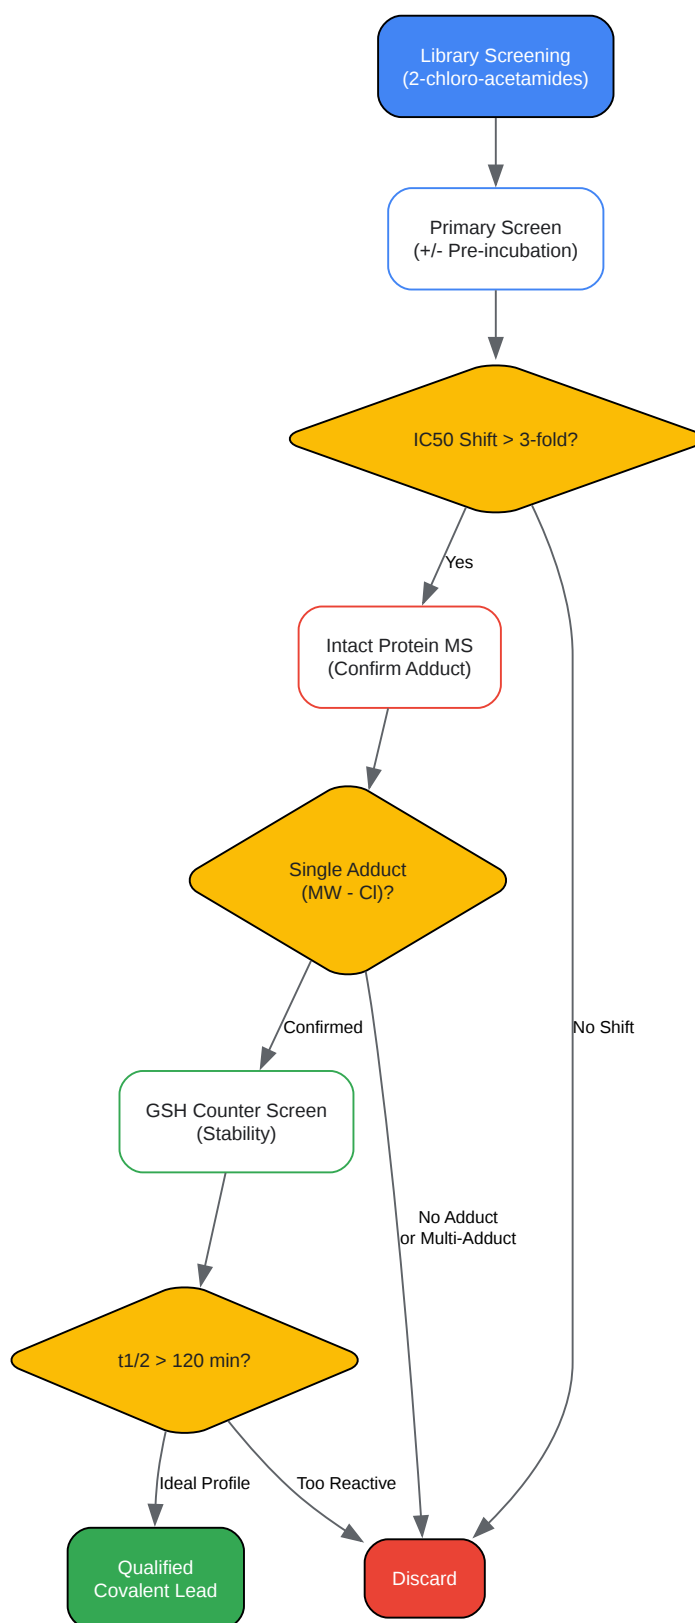 Library Screening
(2-chloro-acetamides)
Primary Screen
(+/- Pre-incubation)
IC50 Shift > 3-fold?
Yes
Intact Protein MS
(Confirm Adduct)
Single Adduct
(MW - Cl)?
Confirmed
No Shift
GSH Counter Screen
(Stability)
No Adduct
or Multi-Adduct
t1/2 > 120 min?
Ideal Profile
Too Reactive
Qualified
Covalent Lead
Discard